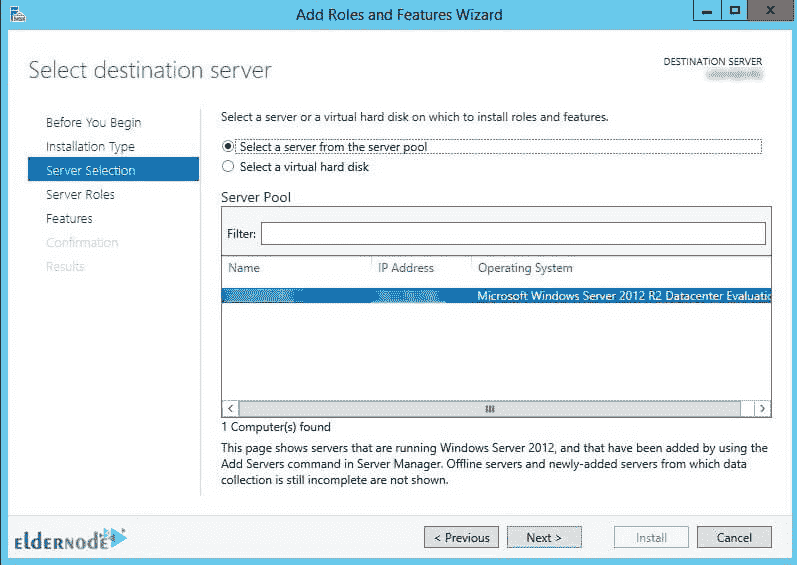 Add Roles and Features Wizard
Select destination server
DESTINATION SERVER
Before You Begin
Installation Type
Server Selection
Server Roles
Features
Confirmation
Results
Select a server or a virtual hard disk on which to install roles and features.
Select a server from the server pool
Select a virtual hard disk
Server Pool
Filter:
Name IP Address Operating System
Microsoft Windows Server 2012 R2 Datacenter Evaluatio
1 Computer(s) found
This page shows servers that are running Windows Server 2012, and that have been added by using the
Add Servers command in Server Manager. Offline servers and newly-added servers from which data
collection is still incomplete are not shown.
elderNODE
< Previous Next > Install Cancel